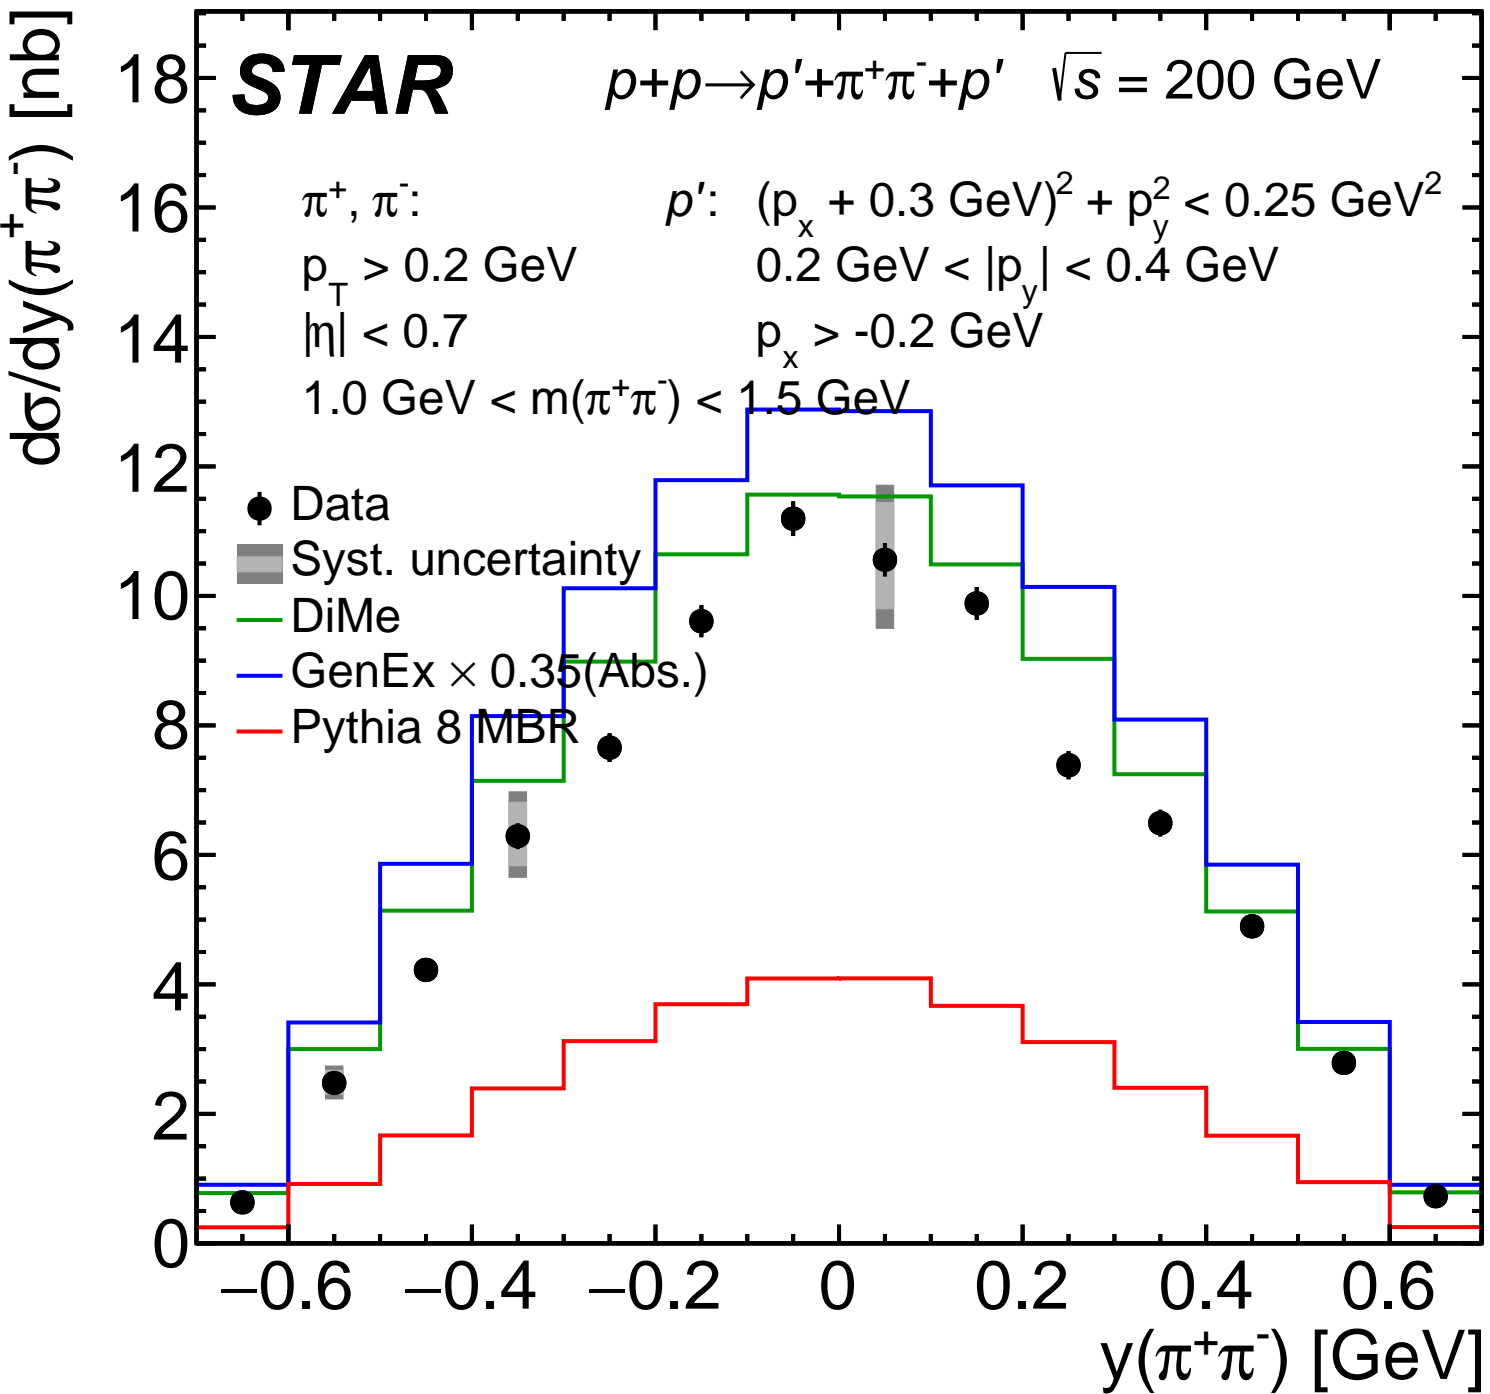 dσ/dy(π⁺π⁻) [nb]
STAR p+p→p′+π⁺π⁻+p′ √s = 200 GeV
π⁺, π⁻: p′: (pₓ + 0.3 GeV)² + p_y² < 0.25 GeV²
p_T > 0.2 GeV 0.2 GeV < |p_y| < 0.4 GeV
|η| < 0.7 pₓ > -0.2 GeV
1.0 GeV < m(π⁺π⁻) < 1.5 GeV
Data
Syst. uncertainty
DiMe
GenEx × 0.35(Abs.)
Pythia 8 MBR
18
16
14
12
10
8
6
4
2
0
−0.6 −0.4 −0.2 0 0.2 0.4 0.6
y(π⁺π⁻) [GeV]